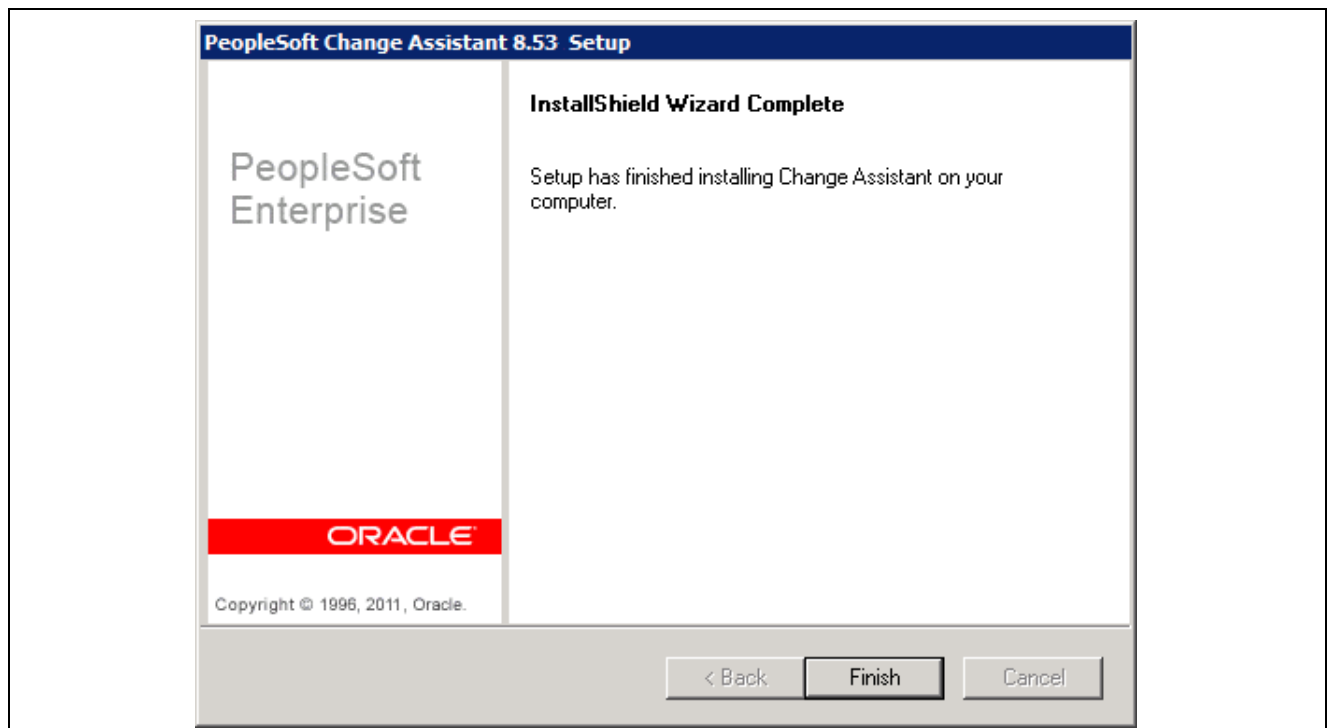 PeopleSoft Change Assistant 8.53 Setup
PeopleSoft
Enterprise
InstallShield Wizard Complete
Setup has finished installing Change Assistant on your
computer.
ORACLE
Copyright © 1996, 2011, Oracle.
< Back
Finish
Cancel